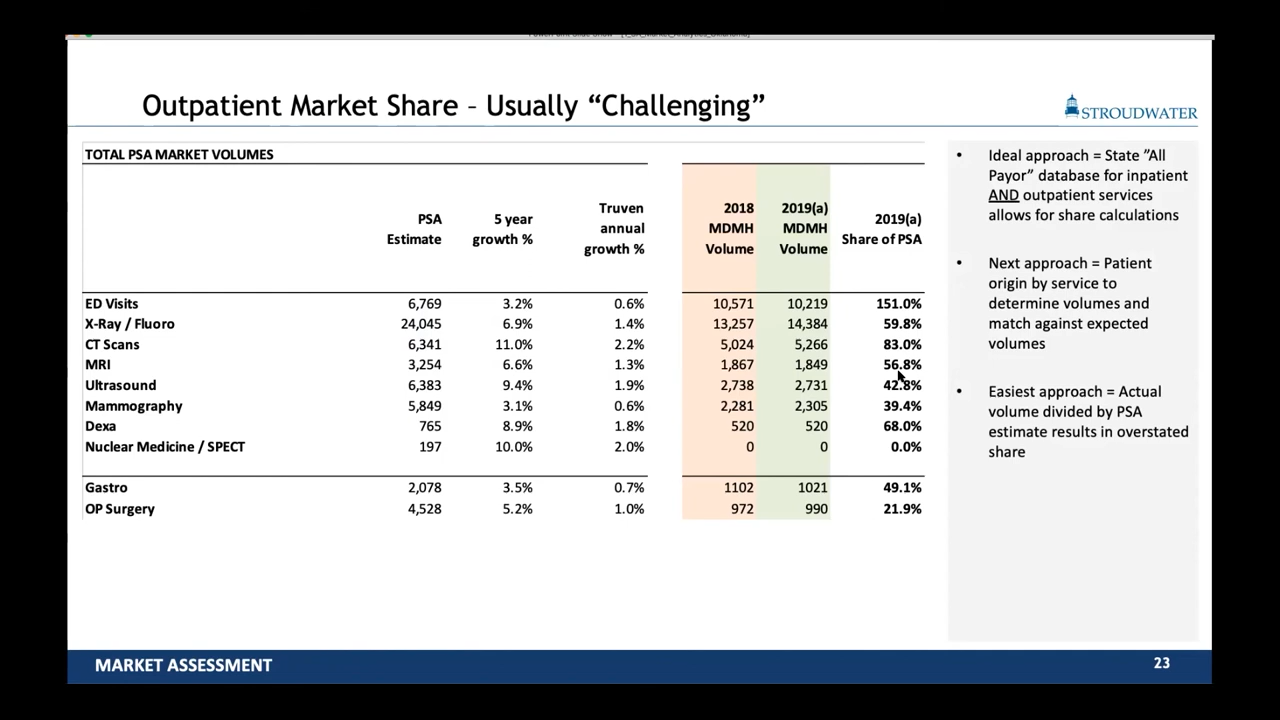 Outpatient Market Share – Usually “Challenging”
STROUDWATER
TOTAL PSA MARKET VOLUMES
PSA Estimate 5 year growth % Truven annual growth % 2018 MDMH Volume 2019(a) MDMH Volume 2019(a) Share of PSA
ED Visits 6,769 3.2% 0.6% 10,571 10,219 151.0%
X-Ray / Fluoro 24,045 6.9% 1.4% 13,257 14,384 59.8%
CT Scans 6,341 11.0% 2.2% 5,024 5,266 83.0%
MRI 3,254 6.6% 1.3% 1,867 1,849 56.8%
Ultrasound 6,383 9.4% 1.9% 2,738 2,731 42.8%
Mammography 5,849 3.1% 0.6% 2,281 2,305 39.4%
Dexa 765 8.9% 1.8% 520 520 68.0%
Nuclear Medicine / SPECT 197 10.0% 2.0% 0 0 0.0%
Gastro 2,078 3.5% 0.7% 1102 1021 49.1%
OP Surgery 4,528 5.2% 1.0% 972 990 21.9%
• Ideal approach = State ”All
Payor” database for inpatient
AND outpatient services
allows for share calculations
• Next approach = Patient
origin by service to
determine volumes and
match against expected
volumes
• Easiest approach = Actual
volume divided by PSA
estimate results in overstated
share
MARKET ASSESSMENT
23